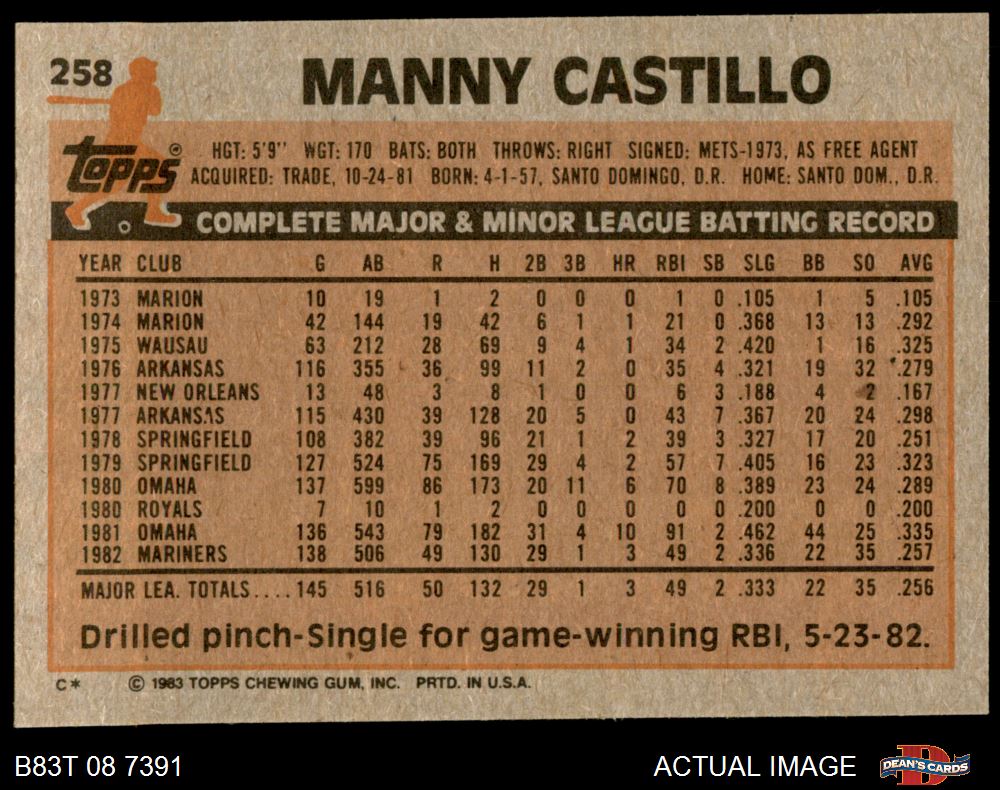 258 MANNY CASTILLO
Topps ® HGT: 5'9" WGT: 170 BATS: BOTH THROWS: RIGHT SIGNED: METS-1973, AS FREE AGENT
ACQUIRED: TRADE, 10-24-81 BORN: 4-1-57, SANTO DOMINGO, D.R. HOME: SANTO DOM., D.R.
COMPLETE MAJOR & MINOR LEAGUE BATTING RECORD
YEAR CLUB G AB R H 2B 3B HR RBI SB SLG BB SO AVG
1973 MARION 10 19 1 2 0 0 0 1 0 .105 1 5 .105
1974 MARION 42 144 19 42 6 1 1 21 0 .368 13 13 .292
1975 WAUSAU 63 212 28 69 9 4 1 34 2 .420 1 16 .325
1976 ARKANSAS 116 355 36 99 11 2 0 35 4 .321 19 32 .279
1977 NEW ORLEANS 13 48 3 8 1 0 0 6 3 .188 4 2 .167
1977 ARKANSAS 115 430 39 128 20 5 0 43 7 .367 20 24 .298
1978 SPRINGFIELD 108 382 39 96 21 1 2 39 3 .327 17 20 .251
1979 SPRINGFIELD 127 524 75 169 29 4 2 57 7 .405 16 23 .323
1980 OMAHA 137 599 86 173 20 11 6 70 8 .389 23 24 .289
1980 ROYALS 7 10 1 2 0 0 0 0 0 .200 0 0 .200
1981 OMAHA 136 543 79 182 31 4 10 91 2 .462 44 25 .335
1982 MARINERS 138 506 49 130 29 1 3 49 2 .336 22 35 .257
MAJOR LEA. TOTALS....145 516 50 132 29 1 3 49 2 .333 22 35 .256
Drilled pinch-Single for game-winning RBI, 5-23-82.
C* © 1983 TOPPS CHEWING GUM, INC. PRTD. IN U.S.A.
B83T 08 7391 ACTUAL IMAGE DEAN'S CARDS